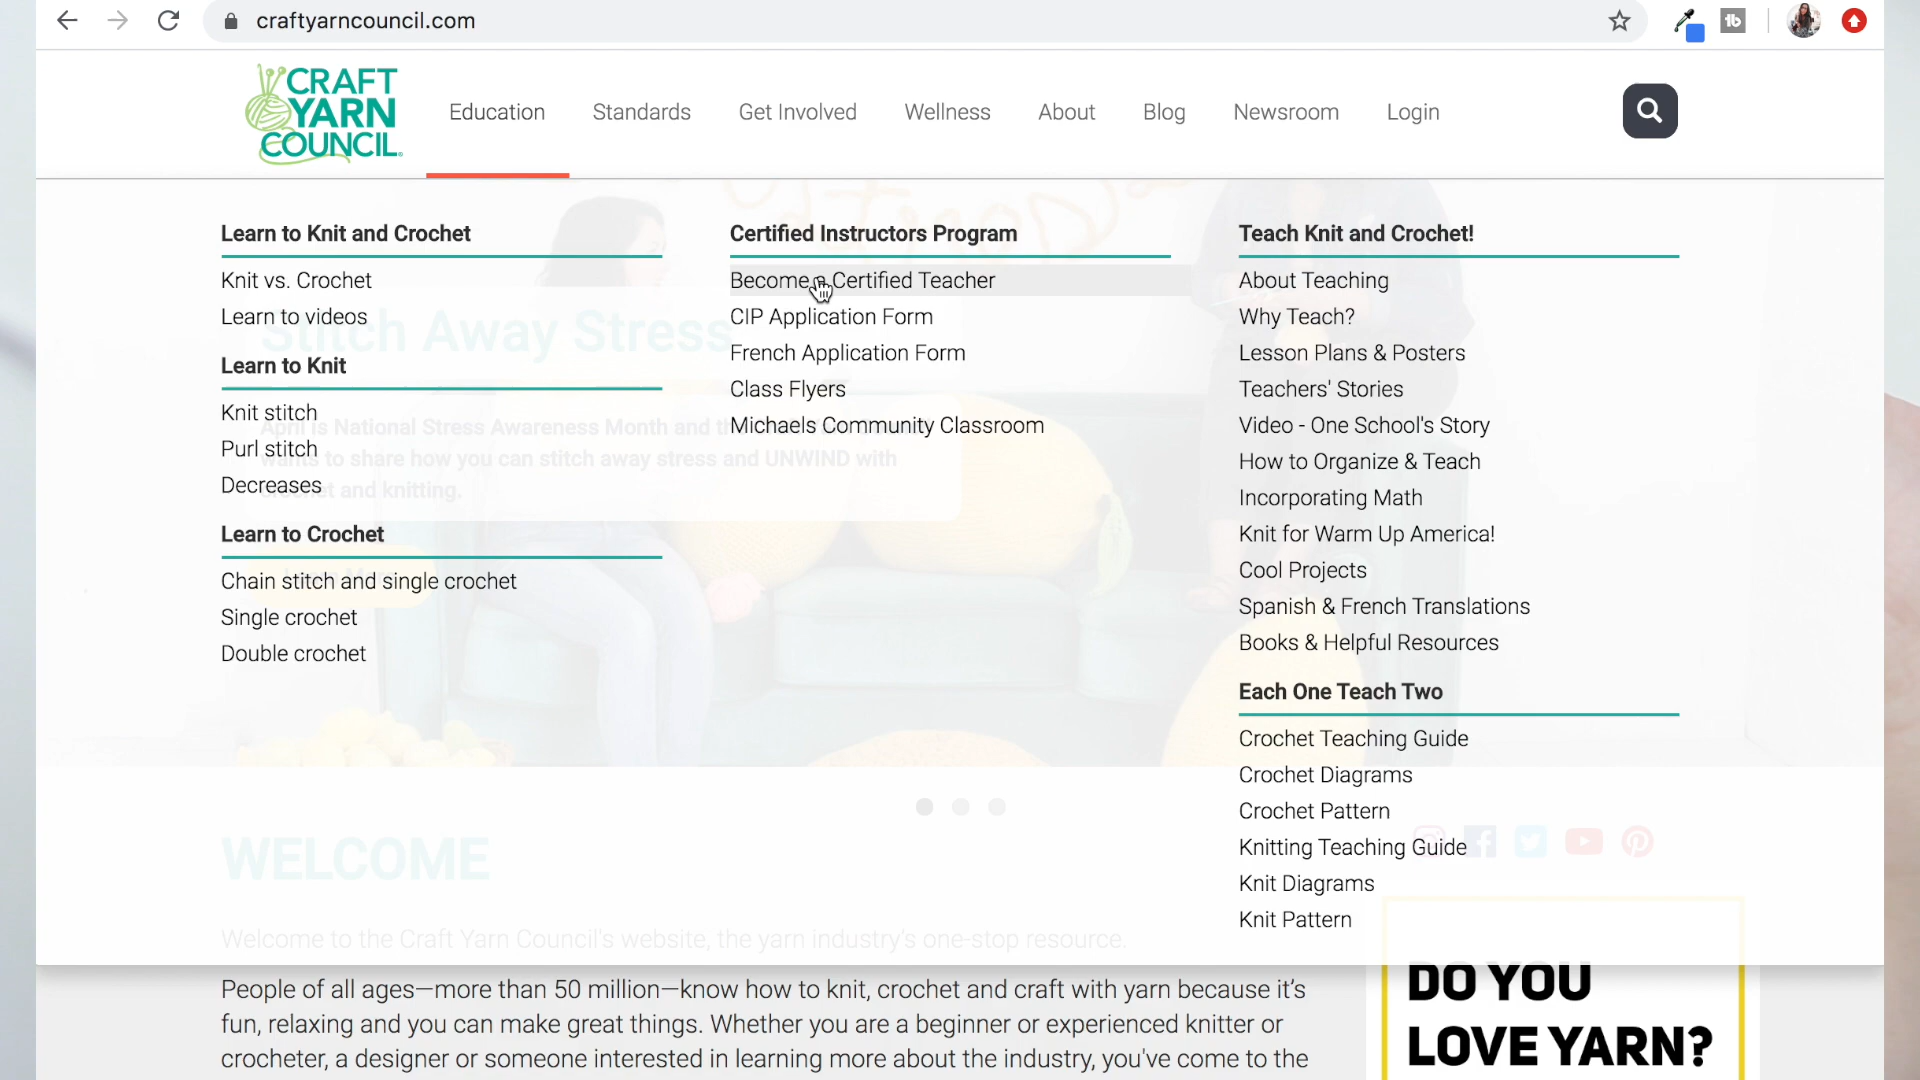 craftyarncouncil.com
CRAFT
YARN
COUNCIL
Education
Standards
Get Involved
Wellness
About
Blog
Newsroom
Login
Learn to Knit and Crochet
Knit vs. Crochet
Learn to videos
Learn to Knit
Knit stitch
Purl stitch
Decreases
Learn to Crochet
Chain stitch and single crochet
Single crochet
Double crochet
Certified Instructors Program
Become a Certified Teacher
CIP Application Form
French Application Form
Class Flyers
Michaels Community Classroom
Teach Knit and Crochet!
About Teaching
Why Teach?
Lesson Plans & Posters
Teachers' Stories
Video - One School's Story
How to Organize & Teach
Incorporating Math
Knit for Warm Up America!
Cool Projects
Spanish & French Translations
Books & Helpful Resources
Each One Teach Two
Crochet Teaching Guide
Crochet Diagrams
Crochet Pattern
Knitting Teaching Guide
Knit Diagrams
Knit Pattern
Stitch Away Stress
April is National Stress Awareness Month and
wants to share how you can stitch away stress and UNWIND with
crochet and knitting.
WELCOME
Welcome to the Craft Yarn Council's website, the yarn industry's one-stop resource.
People of all ages—more than 50 million—know how to knit, crochet and craft with yarn because it's
fun, relaxing and you can make great things. Whether you are a beginner or experienced knitter or
crocheter, a designer or someone interested in learning more about the industry, you've come to the
DO YOU
LOVE YARN?